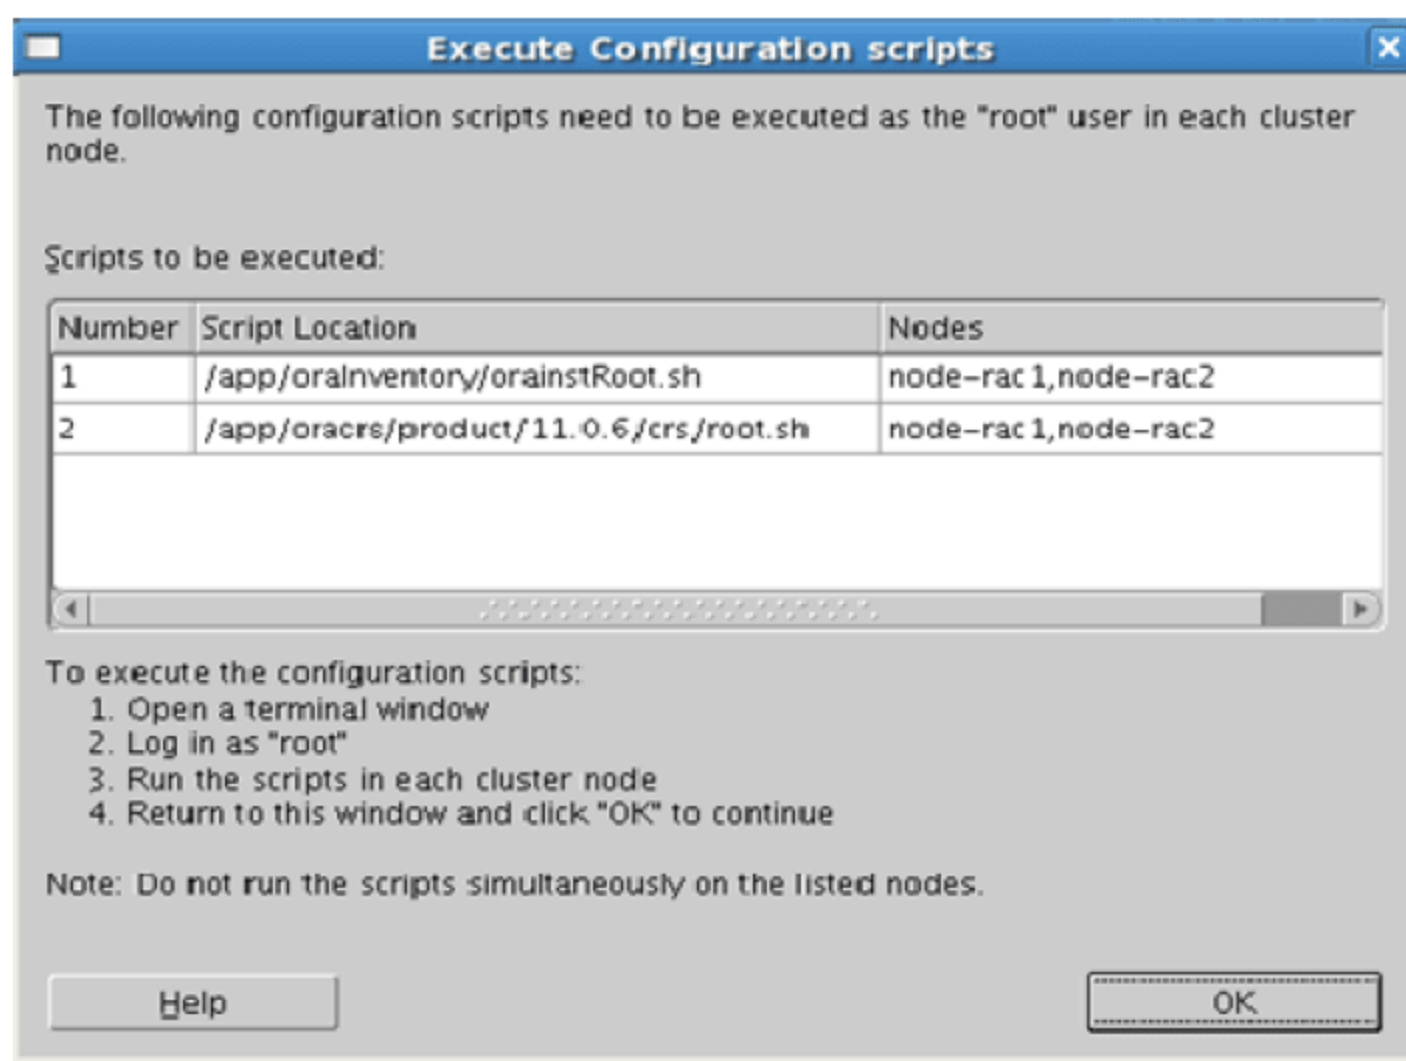 Execute Configuration scripts
The following configuration scripts need to be executed as the "root" user in each cluster
node.
Scripts to be executed:
Number Script Location Nodes
1 /app/oraInventory/orainstRoot.sh node-rac1,node-rac2
2 /app/oracrs/product/11.0.6/crs/root.sh node-rac1,node-rac2
To execute the configuration scripts:
1. Open a terminal window
2. Log in as "root"
3. Run the scripts in each cluster node
4. Return to this window and click "OK" to continue
Note: Do not run the scripts simultaneously on the listed nodes.
Help OK